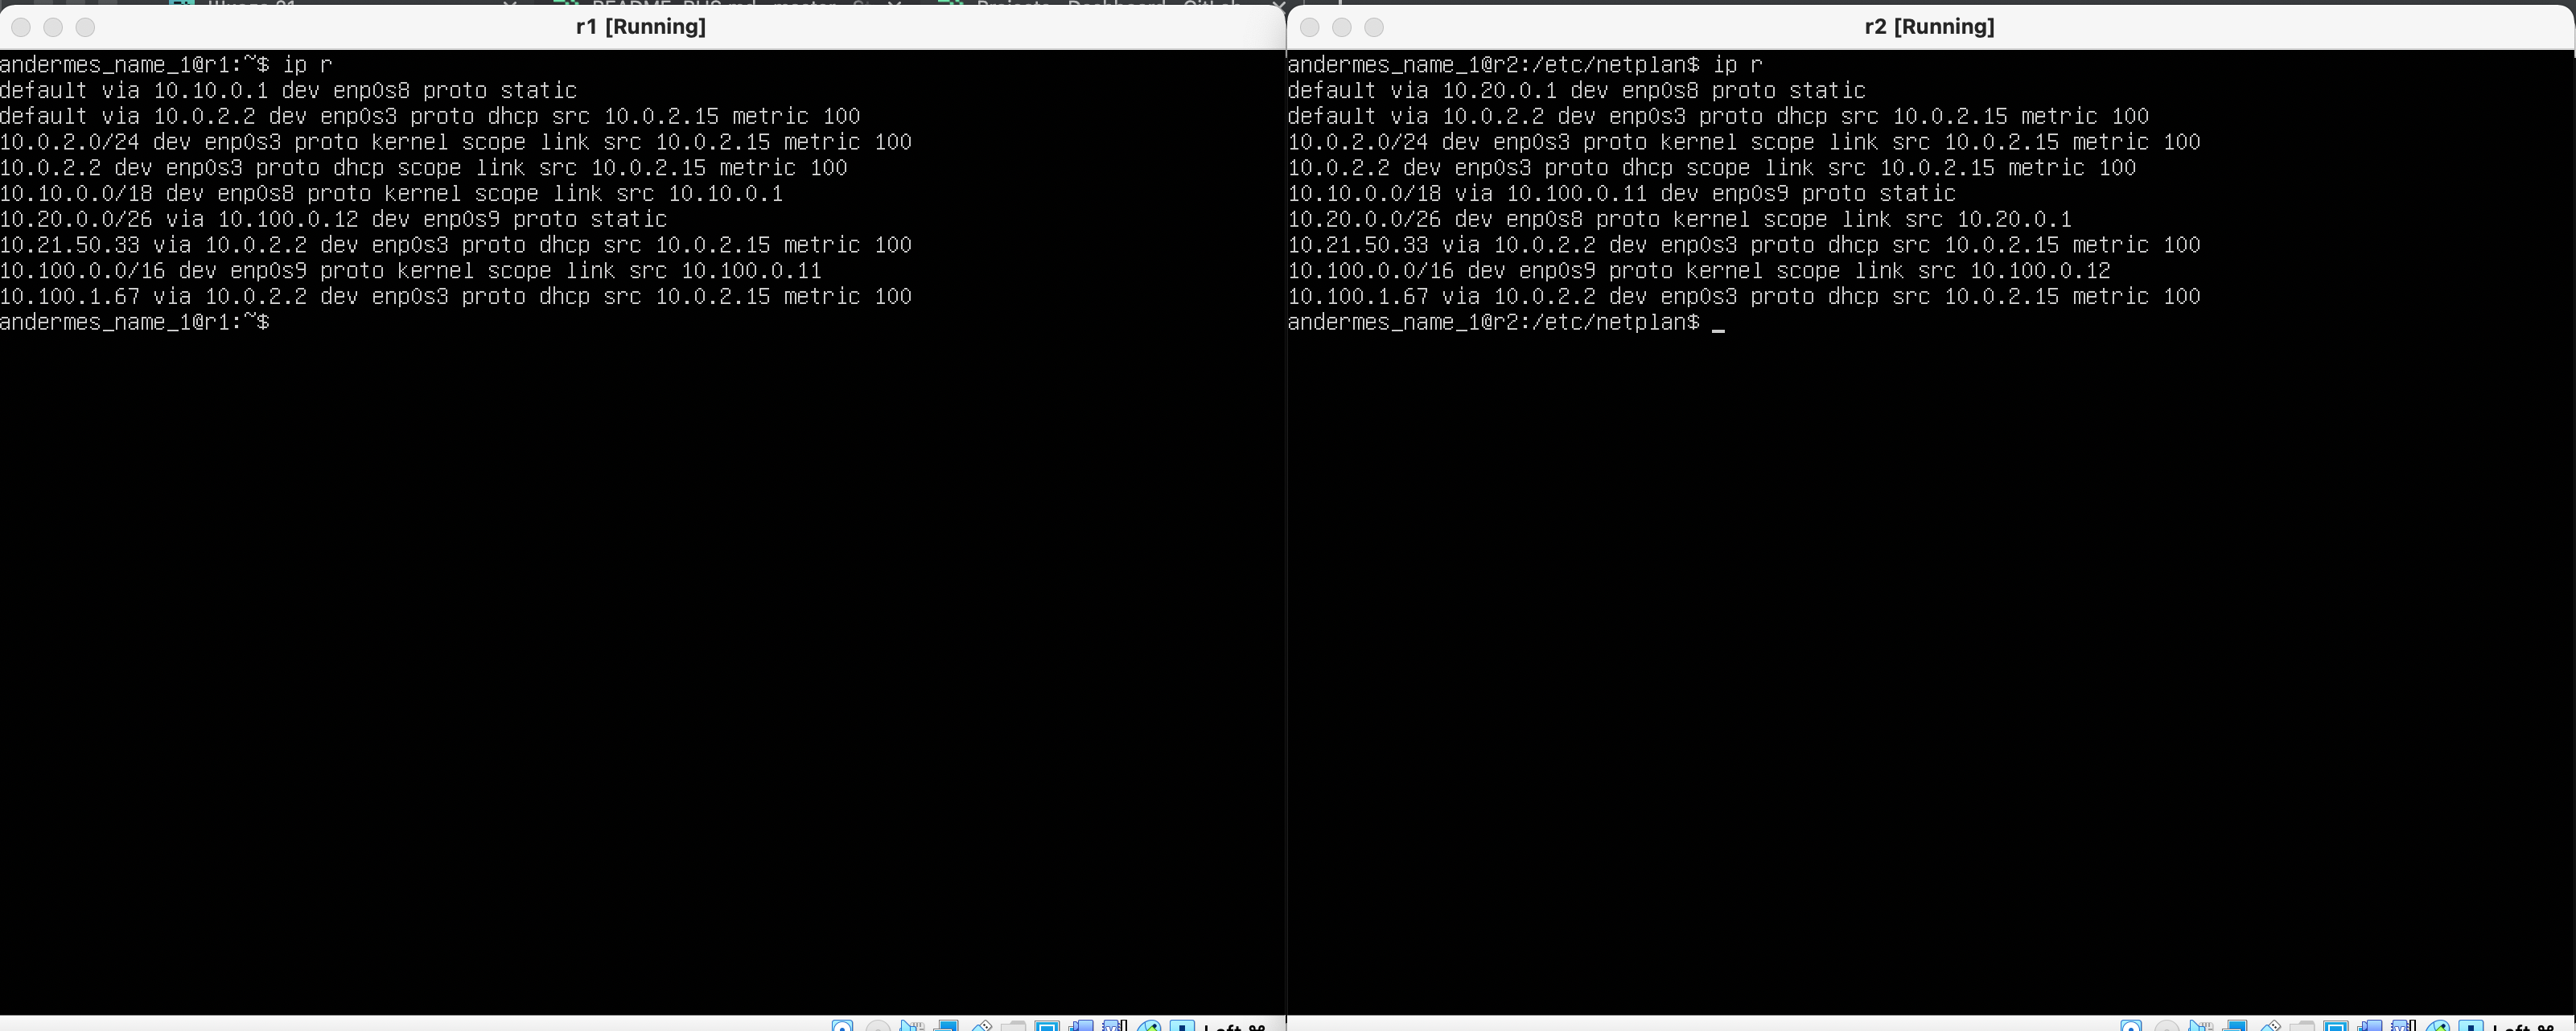 r1 [Running]
andermes_name_1@r1:~$ ip r
default via 10.10.0.1 dev enp0s8 proto static
default via 10.0.2.2 dev enp0s3 proto dhcp src 10.0.2.15 metric 100
10.0.2.0/24 dev enp0s3 proto kernel scope link src 10.0.2.15 metric 100
10.0.2.2 dev enp0s3 proto dhcp scope link src 10.0.2.15 metric 100
10.10.0.0/18 dev enp0s8 proto kernel scope link src 10.10.0.1
10.20.0.0/26 via 10.100.0.12 dev enp0s9 proto static
10.21.50.33 via 10.0.2.2 dev enp0s3 proto dhcp src 10.0.2.15 metric 100
10.100.0.0/16 dev enp0s9 proto kernel scope link src 10.100.0.11
10.100.1.67 via 10.0.2.2 dev enp0s3 proto dhcp src 10.0.2.15 metric 100
andermes_name_1@r1:~$
Left ⌘
r2 [Running]
andermes_name_1@r2:/etc/netplan$ ip r
default via 10.20.0.1 dev enp0s8 proto static
default via 10.0.2.2 dev enp0s3 proto dhcp src 10.0.2.15 metric 100
10.0.2.0/24 dev enp0s3 proto kernel scope link src 10.0.2.15 metric 100
10.0.2.2 dev enp0s3 proto dhcp scope link src 10.0.2.15 metric 100
10.10.0.0/18 via 10.100.0.11 dev enp0s9 proto static
10.20.0.0/26 dev enp0s8 proto kernel scope link src 10.20.0.1
10.21.50.33 via 10.0.2.2 dev enp0s3 proto dhcp src 10.0.2.15 metric 100
10.100.0.0/16 dev enp0s9 proto kernel scope link src 10.100.0.12
10.100.1.67 via 10.0.2.2 dev enp0s3 proto dhcp src 10.0.2.15 metric 100
andermes_name_1@r2:/etc/netplan$ _
Left ⌘